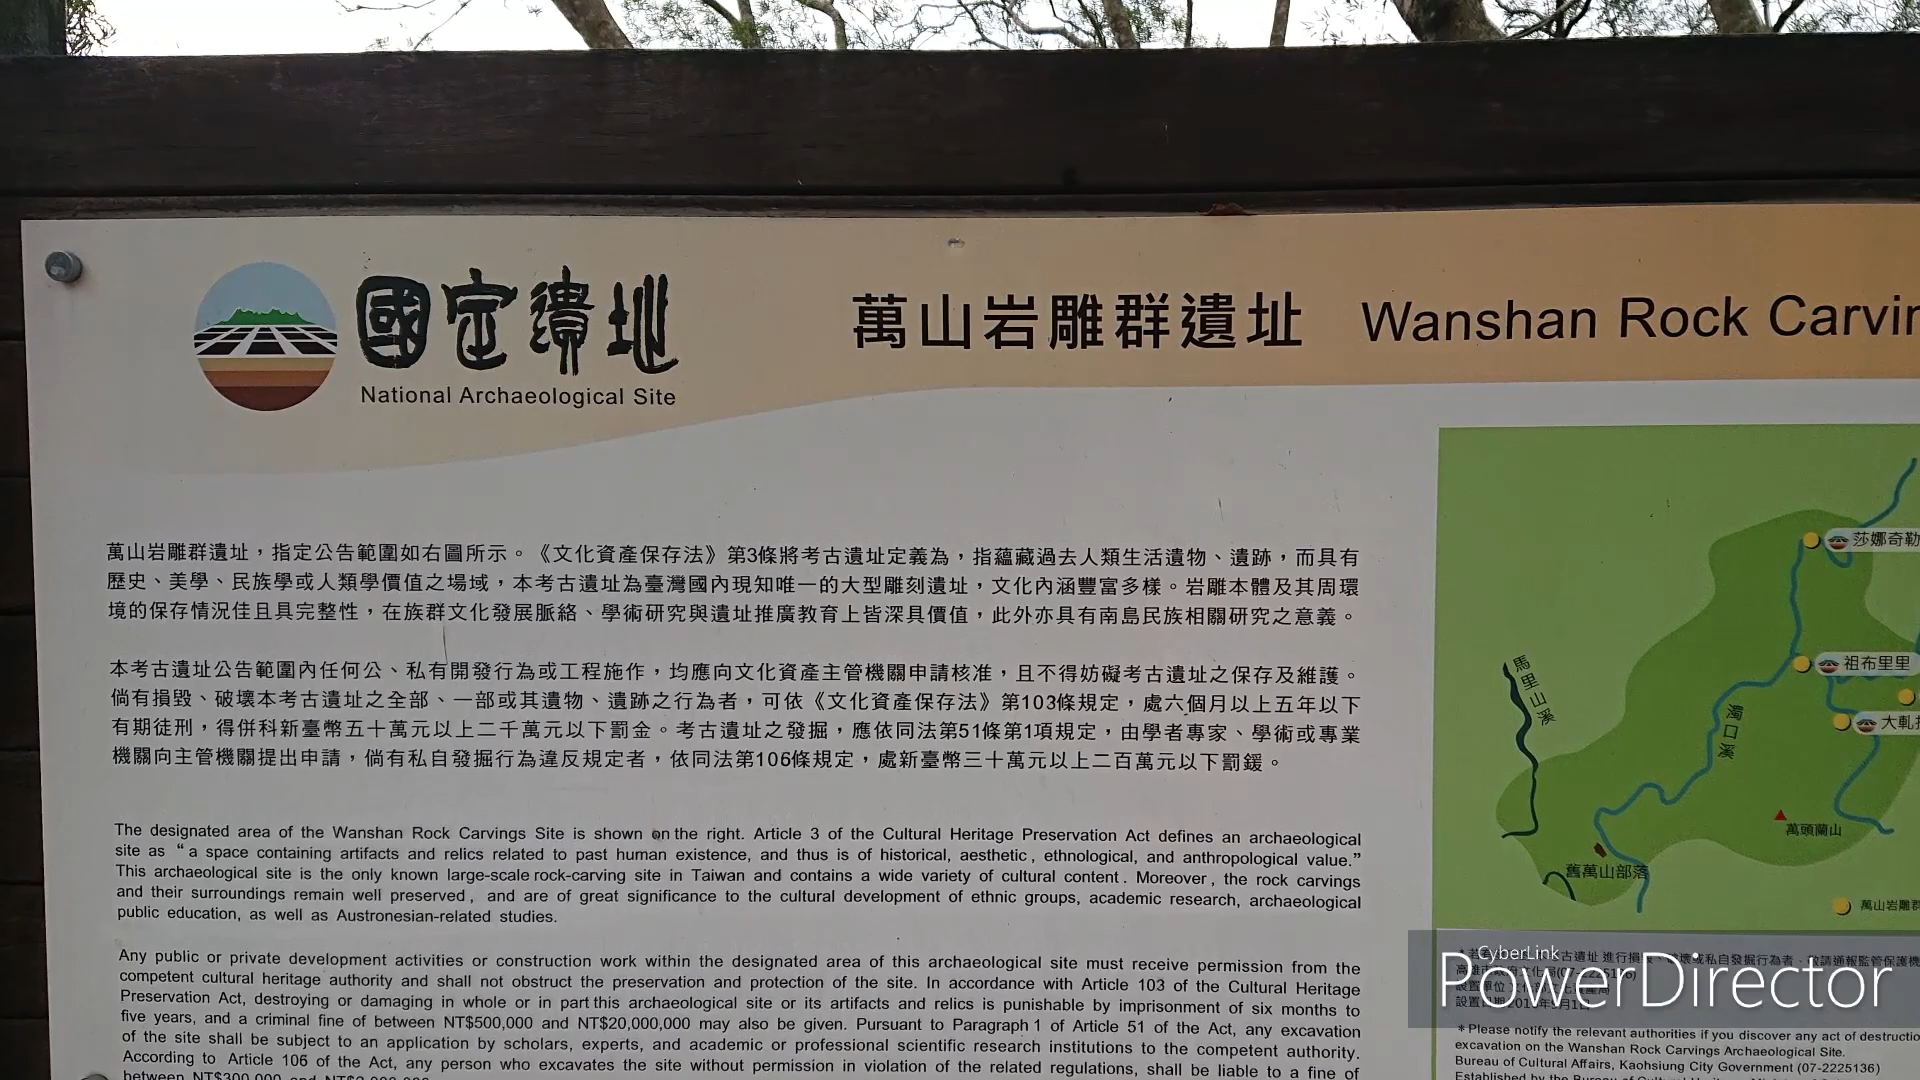 國定遺址
National Archaeological Site
萬山岩雕群遺址 Wanshan Rock Carvin
萬山岩雕群遺址，指定公告範圍如右圖所示。《文化資產保存法》第3條將考古遺址定義為，指蘊藏過去人類生活遺物、遺跡，而具有
歷史、美學、民族學或人類學價值之場域，本考古遺址為臺灣國內現知唯一的大型雕刻遺址，文化內涵豐富多樣。岩雕本體及其周環
境的保存情況佳且具完整性，在族群文化發展脈絡、學術研究與遺址推廣教育上皆深具價值，此外亦具有南島民族相關研究之意義。
本考古遺址公告範圍內任何公、私有開發行為或工程施作，均應向文化資產主管機關申請核准，且不得妨礙考古遺址之保存及維護。
倘有損毀、破壞本考古遺址之全部、一部或其遺物、遺跡之行為者，可依《文化資產保存法》第103條規定，處六個月以上五年以下
有期徒刑，得併科新臺幣五十萬元以上二千萬元以下罰金。考古遺址之發掘，應依同法第51條第1項規定，由學者專家、學術或專業
機關向主管機關提出申請，倘有私自發掘行為違反規定者，依同法第106條規定，處新臺幣三十萬元以上二百萬元以下罰鍰。
The designated area of the Wanshan Rock Carvings Site is shown on the right. Article 3 of the Cultural Heritage Preservation Act defines an archaeological
site as “a space containing artifacts and relics related to past human existence, and thus is of historical, aesthetic, ethnological, and anthropological value.”
This archaeological site is the only known large-scale rock-carving site in Taiwan and contains a wide variety of cultural content. Moreover, the rock carvings
and their surroundings remain well preserved, and are of great significance to the cultural development of ethnic groups, academic research, archaeological
public education, as well as Austronesian-related studies.
Any public or private development activities or construction work within the designated area of this archaeological site must receive permission from the
competent cultural heritage authority and shall not obstruct the preservation and protection of the site. In accordance with Article 103 of the Cultural Heritage
Preservation Act, destroying or damaging in whole or in part this archaeological site or its artifacts and relics is punishable by imprisonment of six months to
five years, and a criminal fine of between NT$500,000 and NT$20,000,000 may also be given. Pursuant to Paragraph 1 of Article 51 of the Act, any excavation
of the site shall be subject to an application by scholars, experts, and academic or professional scientific research institutions to the competent authority.
According to Article 106 of the Act, any person who excavates the site without permission in violation of the related regulations, shall be liable to a fine of
between NT$300,000 and
莎娜奇勒
祖布里里
大軋
馬里山溪
口溪
萬頭蘭山
舊萬山部落
萬山岩雕群
CyberLink
PowerDirector
*Please notify the relevant authorities if you discover any act of destructio
excavation on the Wanshan Rock Carvings Archaeological Site.
Bureau of Cultural Affairs, Kaohsiung City Government (07-2225136)
Established by the Bureau of Cultural